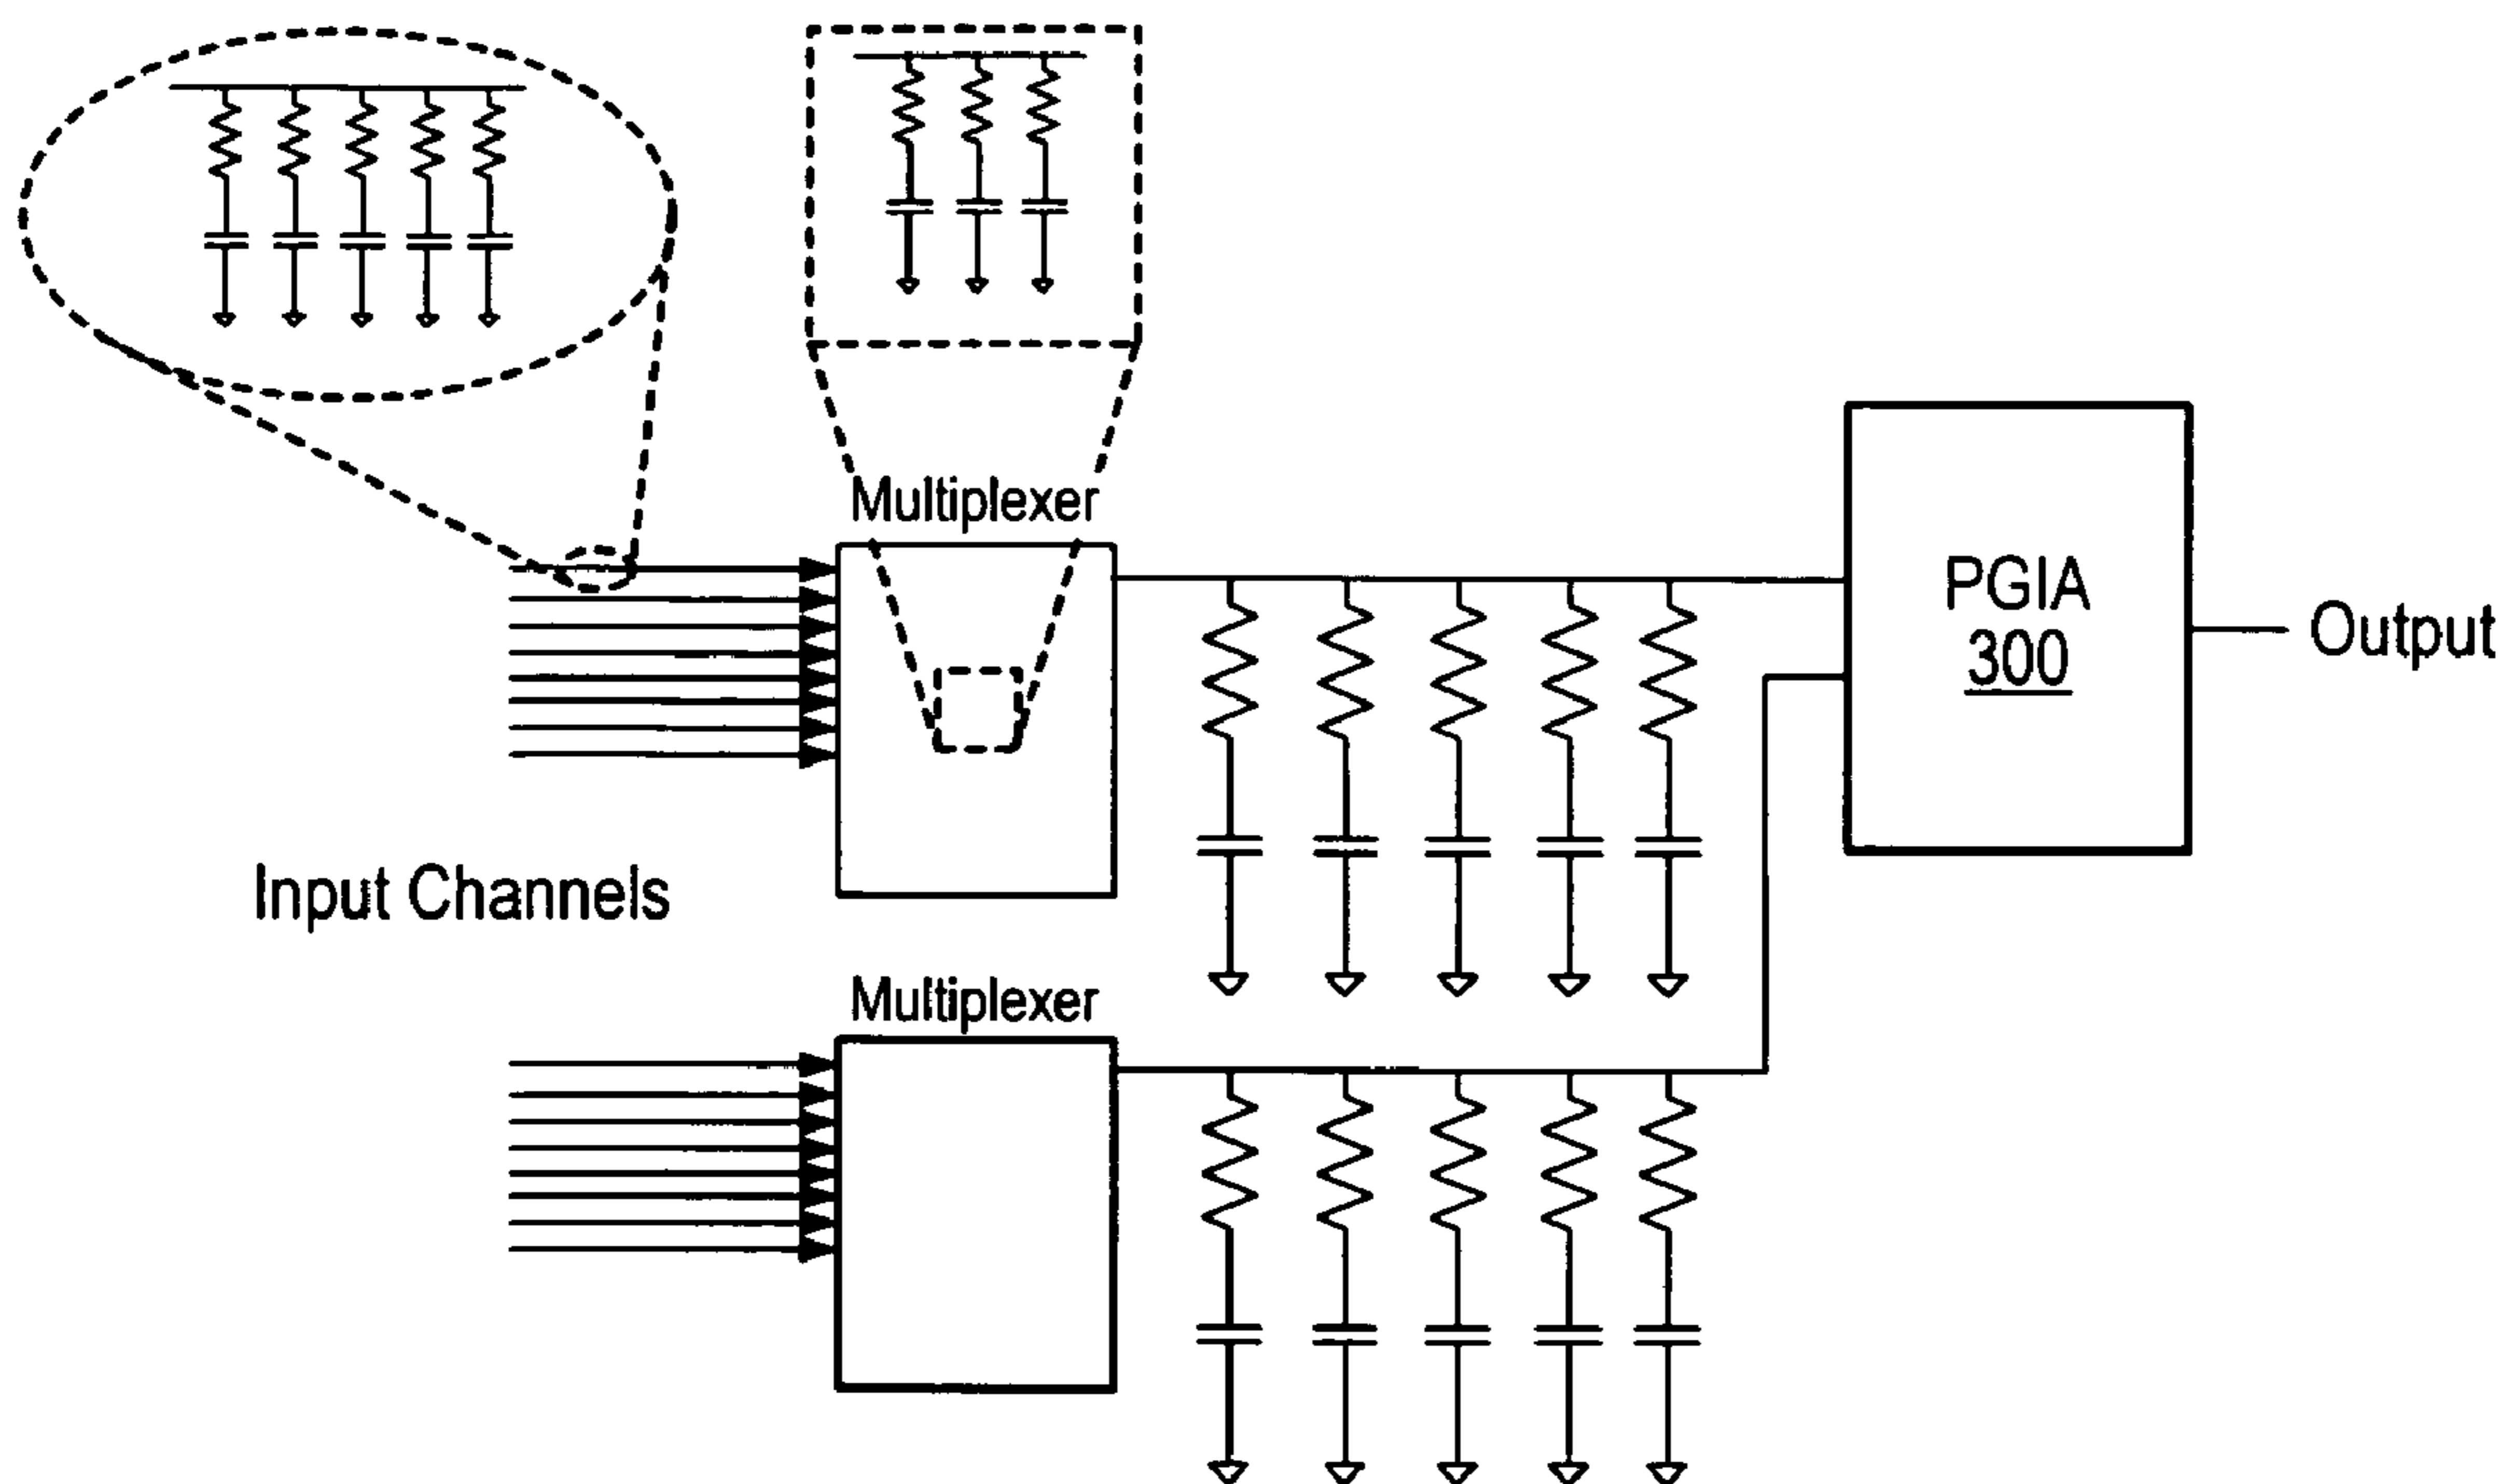 Multiplexer
PGIA
300
Output
Input Channels
Multiplexer